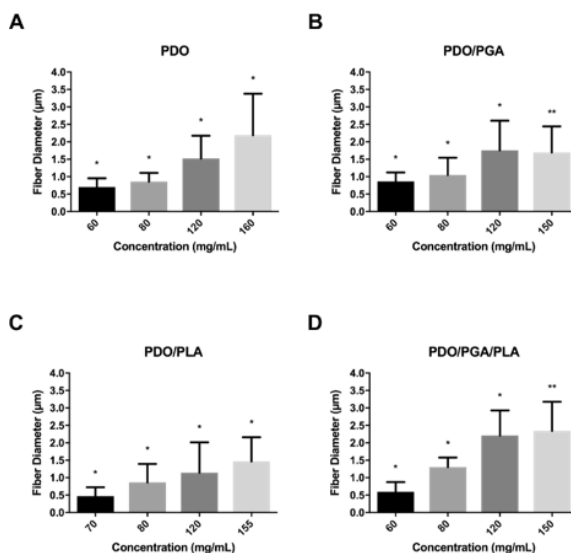 A
PDO
Fiber Diameter (µm)
4.0
3.5
3.0
2.5
2.0
1.5
1.0
0.5
0.0
* * * *
60 80 120 160
Concentration (mg/mL)
B
PDO/PGA
Fiber Diameter (µm)
4.0
3.5
3.0
2.5
2.0
1.5
1.0
0.5
0.0
* * * **
60 80 120 150
Concentration (mg/mL)
C
PDO/PLA
Fiber Diameter (µm)
4.0
3.5
3.0
2.5
2.0
1.5
1.0
0.5
0.0
* * * *
70 80 120 155
Concentration (mg/mL)
D
PDO/PGA/PLA
Fiber Diameter (µm)
4.0
3.5
3.0
2.5
2.0
1.5
1.0
0.5
0.0
* * * **
60 80 120 150
Concentration (mg/mL)